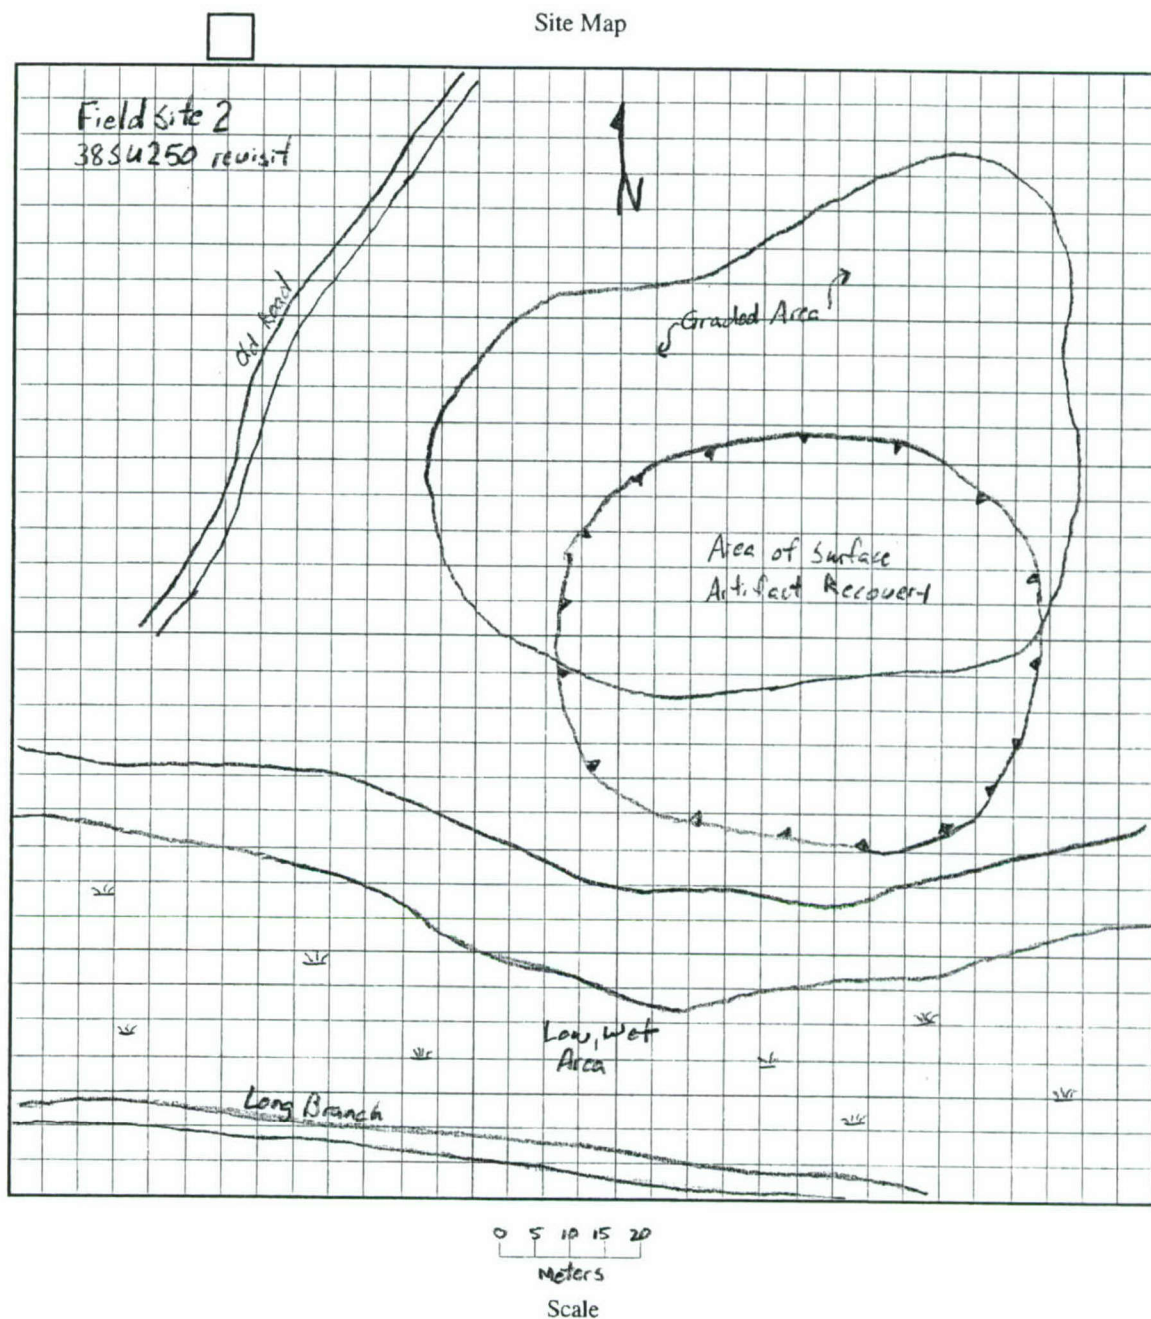 Site Map
Field Site 2
38SU250 revisit
N
Old Road
Graded Area
Area of Surface
Artifact Recovery
Low, Wet
Area
Long Branch
0 5 10 15 20
Meters
Scale